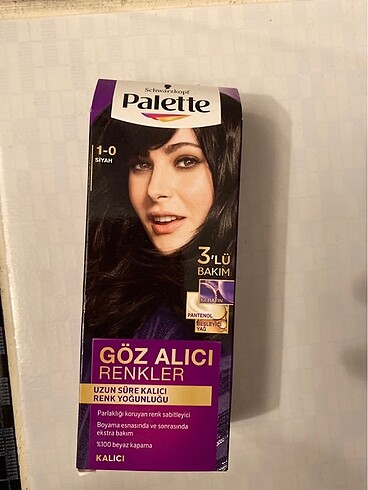 Schwarzkopf
Palette
1-0
SİYAH
3'LÜ
BAKIM
KERATİN
PANTENOL
BESLEYİCİ
YAĞ
GÖZ ALICI
RENKLER
UZUN SÜRE KALICI
RENK YOĞUNLUĞU
Parlaklığı koruyan renk sabitleyici
Boyama esnasında ve sonrasında
ekstra bakım
%100 beyaz kapama
KALICI